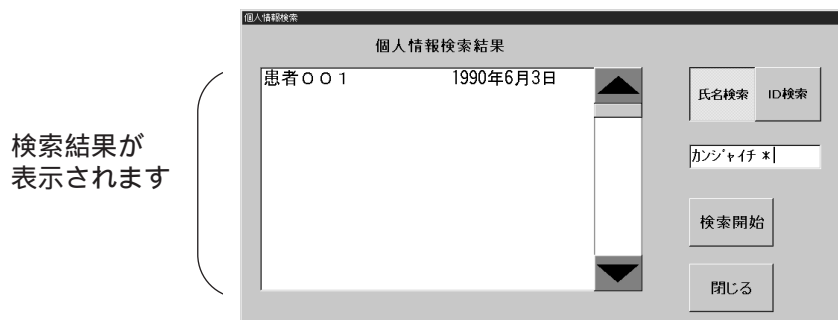 個人情報検索
個人情報検索結果
患者００１ 1990年6月3日
氏名検索 ID検索
検索結果が
表示されます
ｶﾝｼﾞｬｲﾁ *
検索開始
閉じる